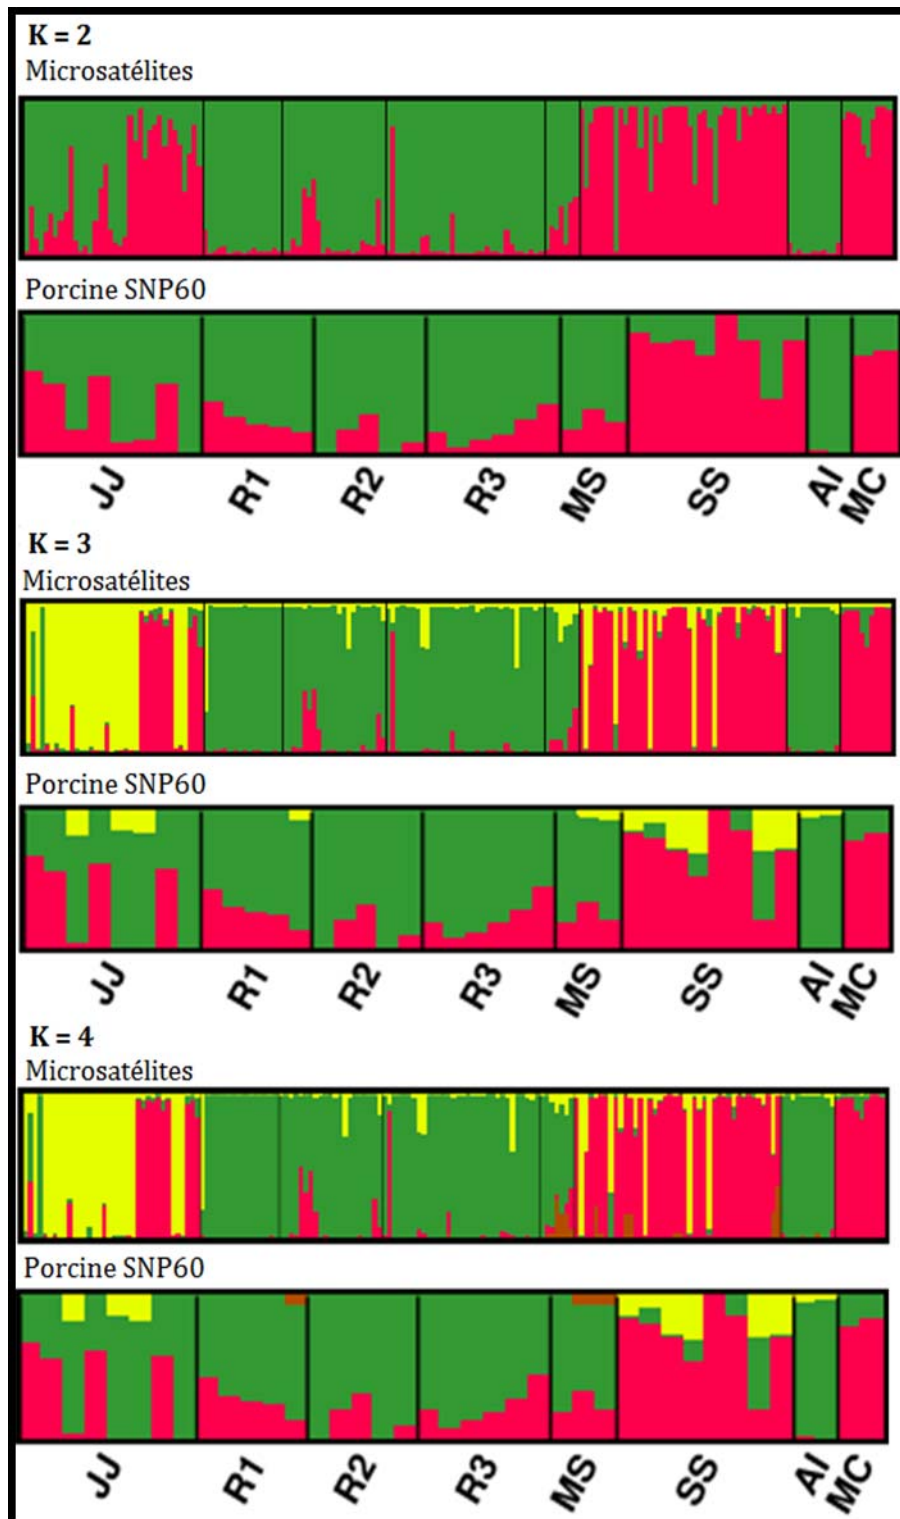 K = 2
Microsatélites
Porcine SNP60
JJ R1 R2 R3 MS SS AI MC
K = 3
Microsatélites
Porcine SNP60
JJ R1 R2 R3 MS SS AI MC
K = 4
Microsatélites
Porcine SNP60
JJ R1 R2 R3 MS SS AI MC